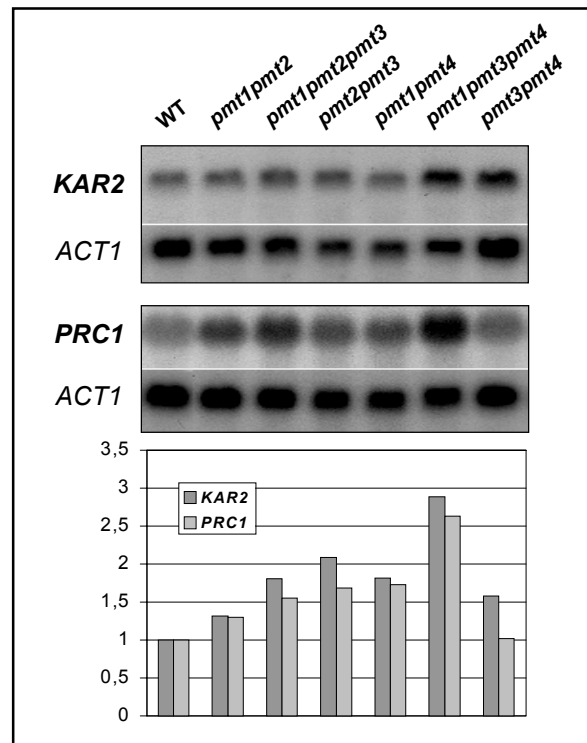 WT pmt1pmt2 pmt1pmt2pmt3 pmt2pmt3 pmt1pmt4 pmt1pmt3pmt4 pmt3pmt4
KAR2
ACT1
PRC1
ACT1
3,5
3
2,5
2
1,5
1
0,5
0
KAR2
PRC1